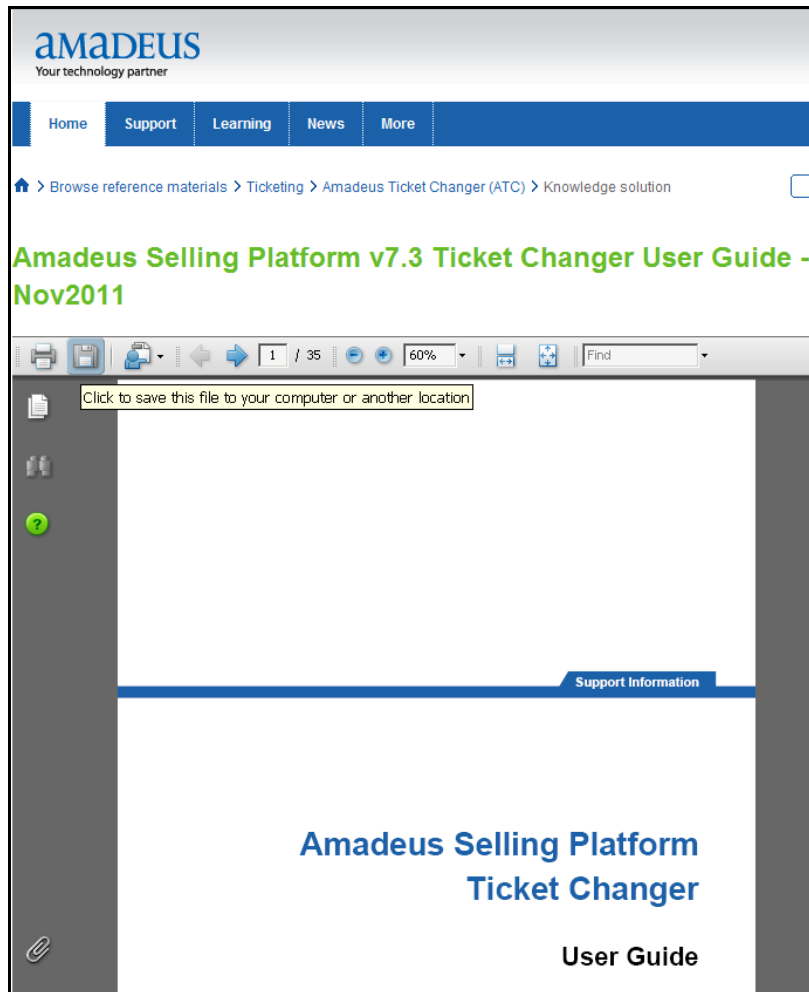 amadeus
Your technology partner
Home Support Learning News More
> Browse reference materials > Ticketing > Amadeus Ticket Changer (ATC) > Knowledge solution
Amadeus Selling Platform v7.3 Ticket Changer User Guide -
Nov2011
1 / 35 60% Find
Click to save this file to your computer or another location
?
Support Information
Amadeus Selling Platform
Ticket Changer
User Guide